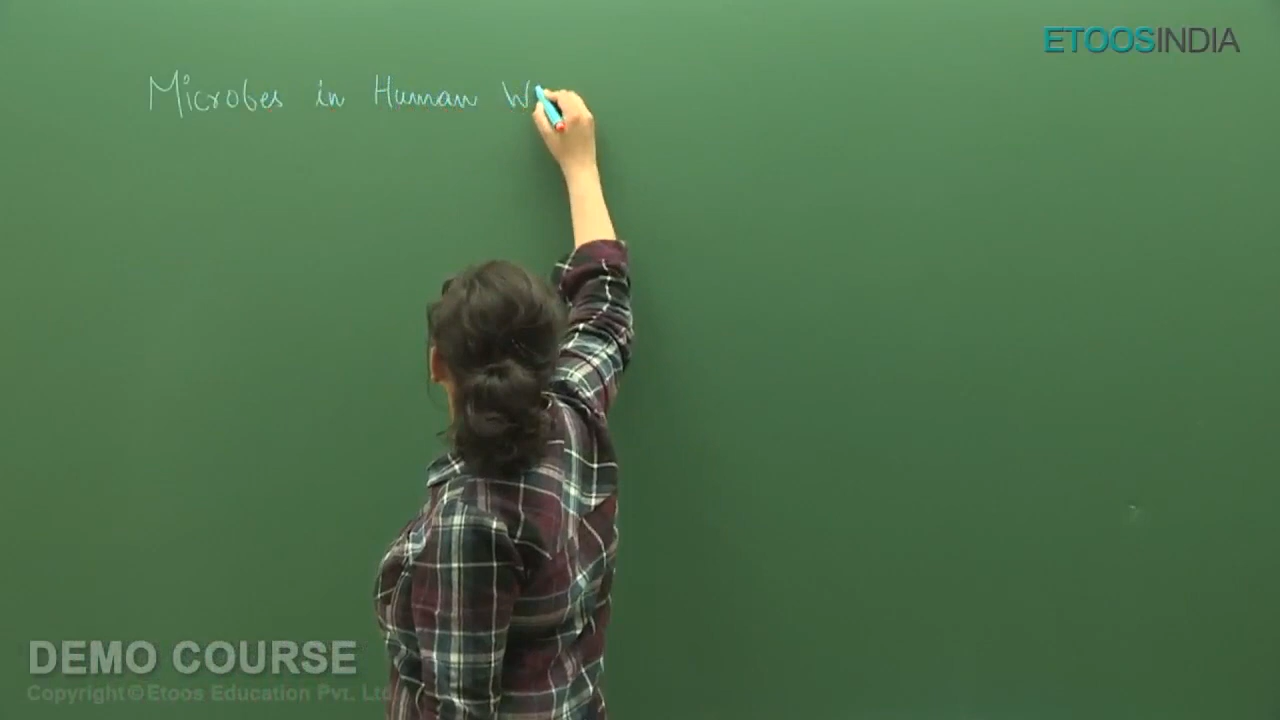 ETOOSINDIA
Microbes in Human W
DEMO COURSE
Copyright©Etoos Education Pvt. Ltd.